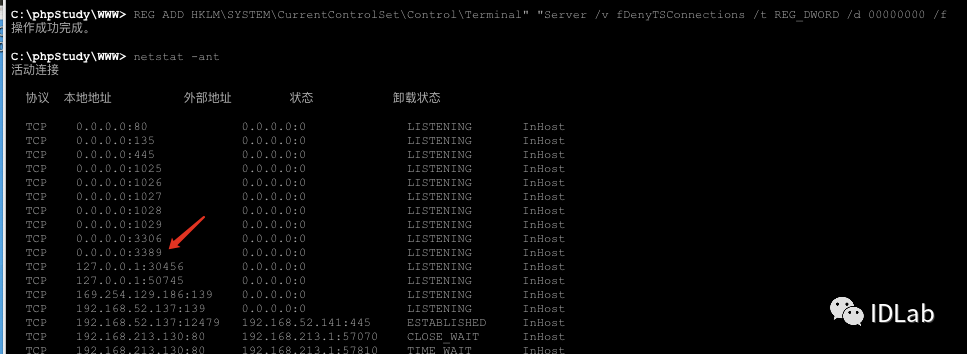 C:\phpStudy\WWW> REG ADD HKLM\SYSTEM\CurrentControlSet\Control\Terminal" "Server /v fDenyTSConnections /t REG_DWORD /d 00000000 /f
操作成功完成。
C:\phpStudy\WWW> netstat -ant
活动连接
协议 本地地址 外部地址 状态 卸载状态
TCP 0.0.0.0:80 0.0.0.0:0 LISTENING InHost
TCP 0.0.0.0:135 0.0.0.0:0 LISTENING InHost
TCP 0.0.0.0:445 0.0.0.0:0 LISTENING InHost
TCP 0.0.0.0:1025 0.0.0.0:0 LISTENING InHost
TCP 0.0.0.0:1026 0.0.0.0:0 LISTENING InHost
TCP 0.0.0.0:1027 0.0.0.0:0 LISTENING InHost
TCP 0.0.0.0:1028 0.0.0.0:0 LISTENING InHost
TCP 0.0.0.0:1029 0.0.0.0:0 LISTENING InHost
TCP 0.0.0.0:3306 0.0.0.0:0 LISTENING InHost
TCP 0.0.0.0:3389 0.0.0.0:0 LISTENING InHost
TCP 127.0.0.1:30456 0.0.0.0:0 LISTENING InHost
TCP 127.0.0.1:50745 0.0.0.0:0 LISTENING InHost
TCP 169.254.129.186:139 0.0.0.0:0 LISTENING InHost
TCP 192.168.52.137:139 0.0.0.0:0 LISTENING InHost
TCP 192.168.52.137:12479 192.168.52.141:445 ESTABLISHED InHost
TCP 192.168.213.130:80 192.168.213.1:57070 CLOSE_WAIT InHost
TCP 192.168.213.130:80 192.168.213.1:57810 TIME_WAIT InHost
IDLab